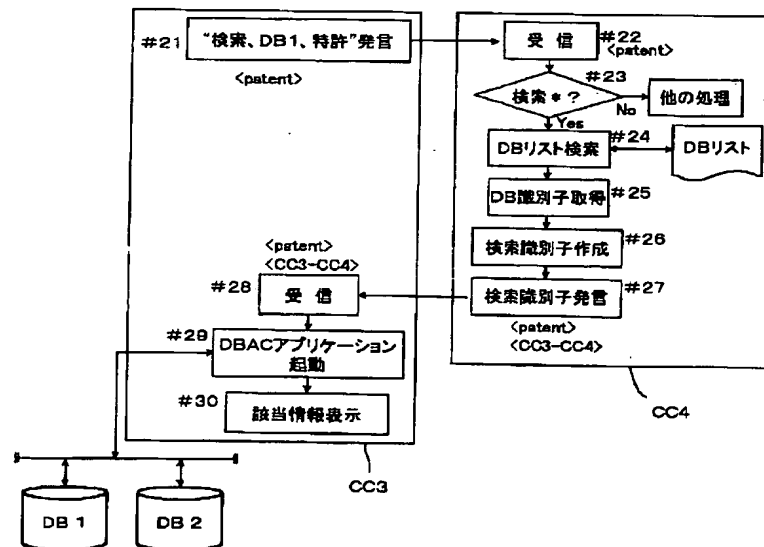 #21
“検索、DB1、特許”発言
<patent>
受 信
#22
<patent>
#23
検索*?
No
他の処理
Yes
#24
DBリスト検索
DBリスト
DB識別子取得
#25
検索識別子作成
#26
検索識別子発言
#27
<patent>
<CC3-CC4>
CC4
<patent>
<CC3-CC4>
#28
受 信
#29
DBACアプリケーション
起動
#30
該当情報表示
CC3
DB 1
DB 2